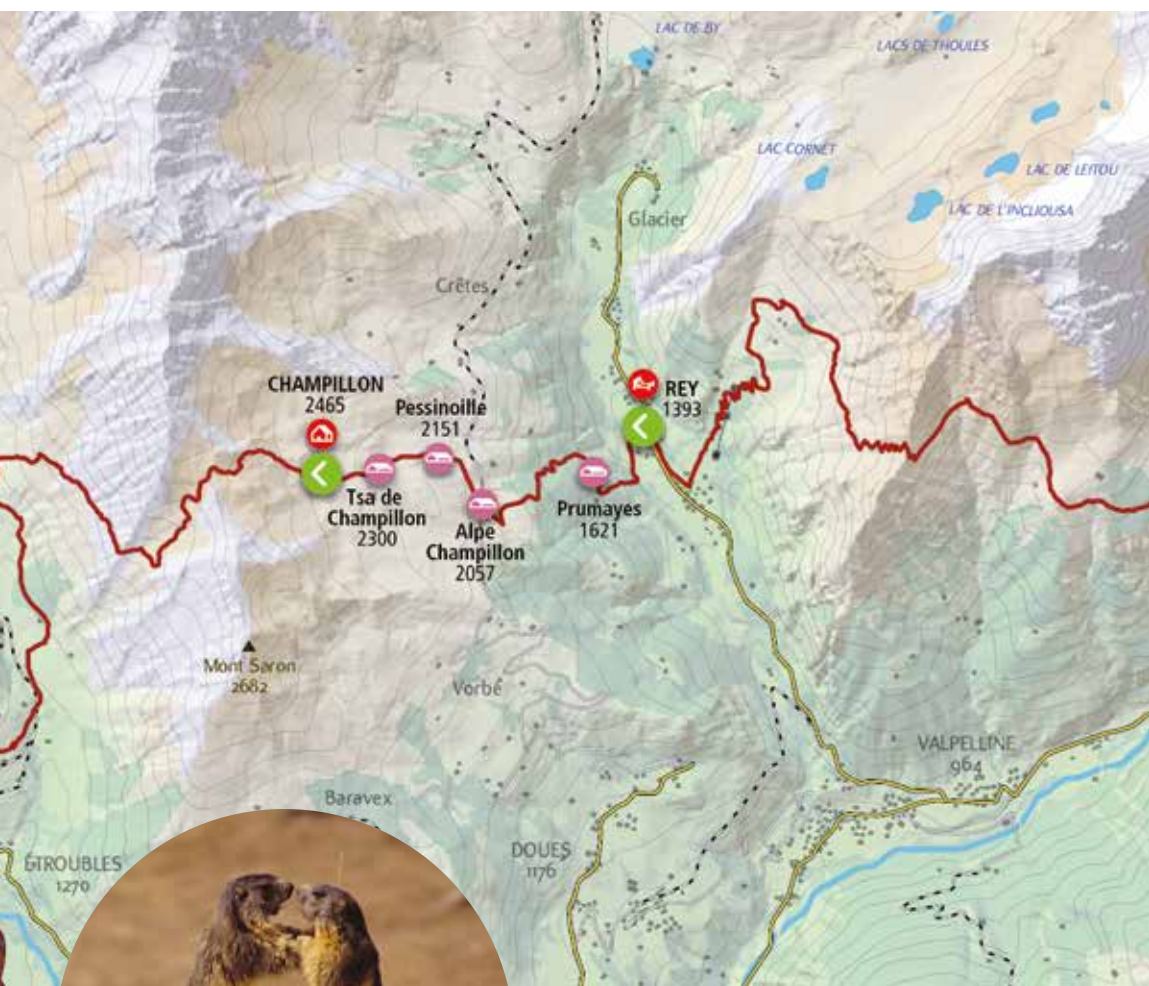 LAC DE BY
LACS DE THOULES
LAC CORNET
LAC DE LEITOU
LAC DE L'INCLIOUSA
Glacier
Crêtes
CHAMPILLON
2465
Pessinoille
2151
REY
1393
Tsa de
Champillon
2300
Alpe
Champillon
2057
Prumayes
1621
Mont Saron
2682
Vorbé
VALPELLINE
964
Baravex
DOUES
1176
ÉTROUBLES
1270